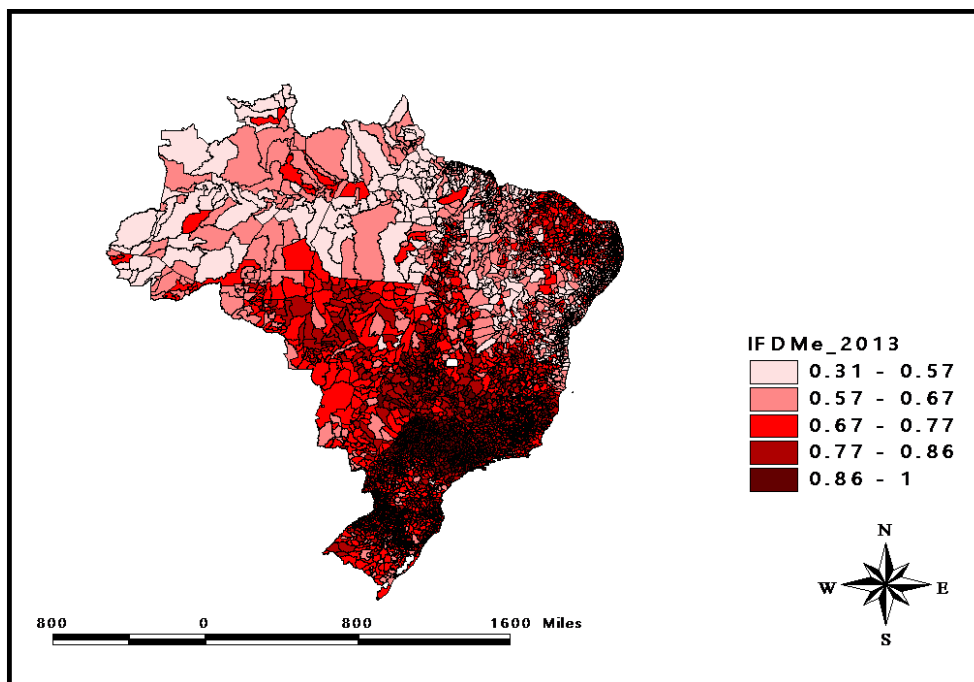 IFDMe_2013
0.31 - 0.57
0.57 - 0.67
0.67 - 0.77
0.77 - 0.86
0.86 - 1
N
W E
S
800 0 800 1600 Miles